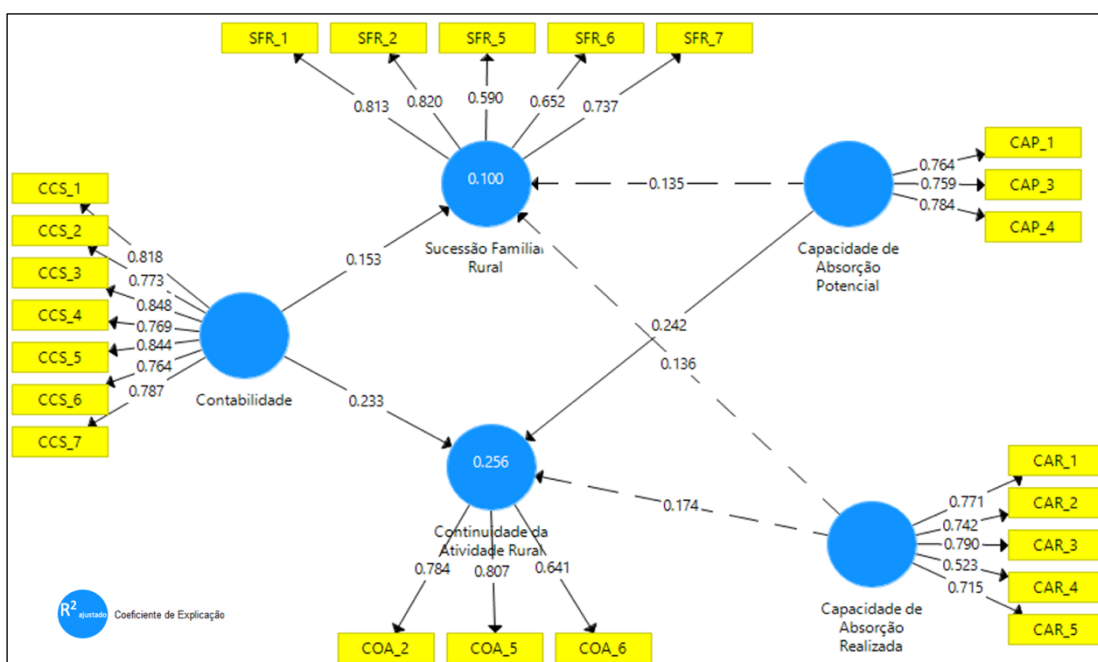 SFR_1
SFR_2
SFR_5
SFR_6
SFR_7
0.813
0.820
0.590
0.652
0.737
0.100
Sucessão Familiar
Rural
CAP_1
CAP_3
CAP_4
0.764
0.759
0.784
Capacidade de
Absorção
Potencial
0.135
CCS_1
CCS_2
CCS_3
CCS_4
CCS_5
CCS_6
CCS_7
0.818
0.773
0.848
0.769
0.844
0.764
0.787
Contabilidade
0.153
0.233
0.242
0.136
0.174
0.256
Continuidade da
Atividade Rural
0.784
0.807
0.641
COA_2
COA_5
COA_6
CAR_1
CAR_2
CAR_3
CAR_4
CAR_5
0.771
0.742
0.790
0.523
0.715
Capacidade de
Absorção
Realizada
R² ajustado
Coeficiente de Explicação